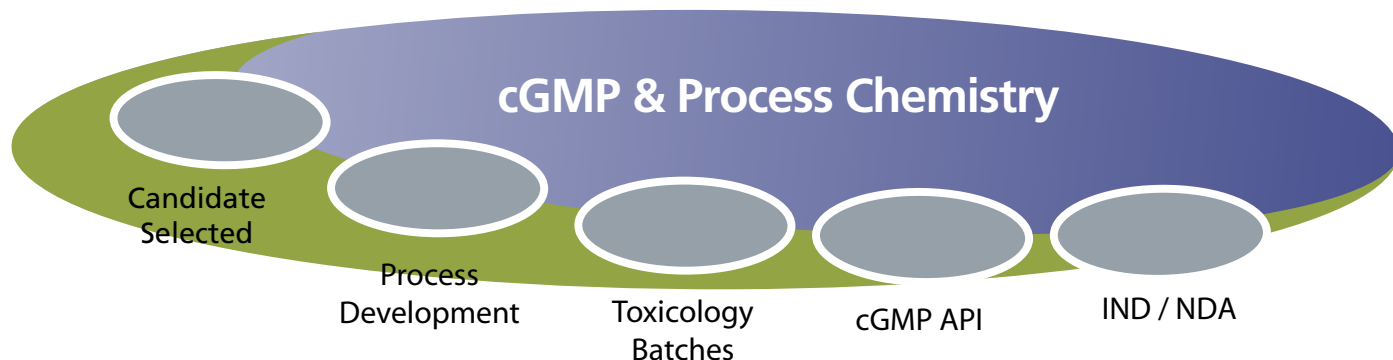 cGMP & Process Chemistry
Candidate
Selected
Process
Development
Toxicology
Batches
cGMP API
IND / NDA